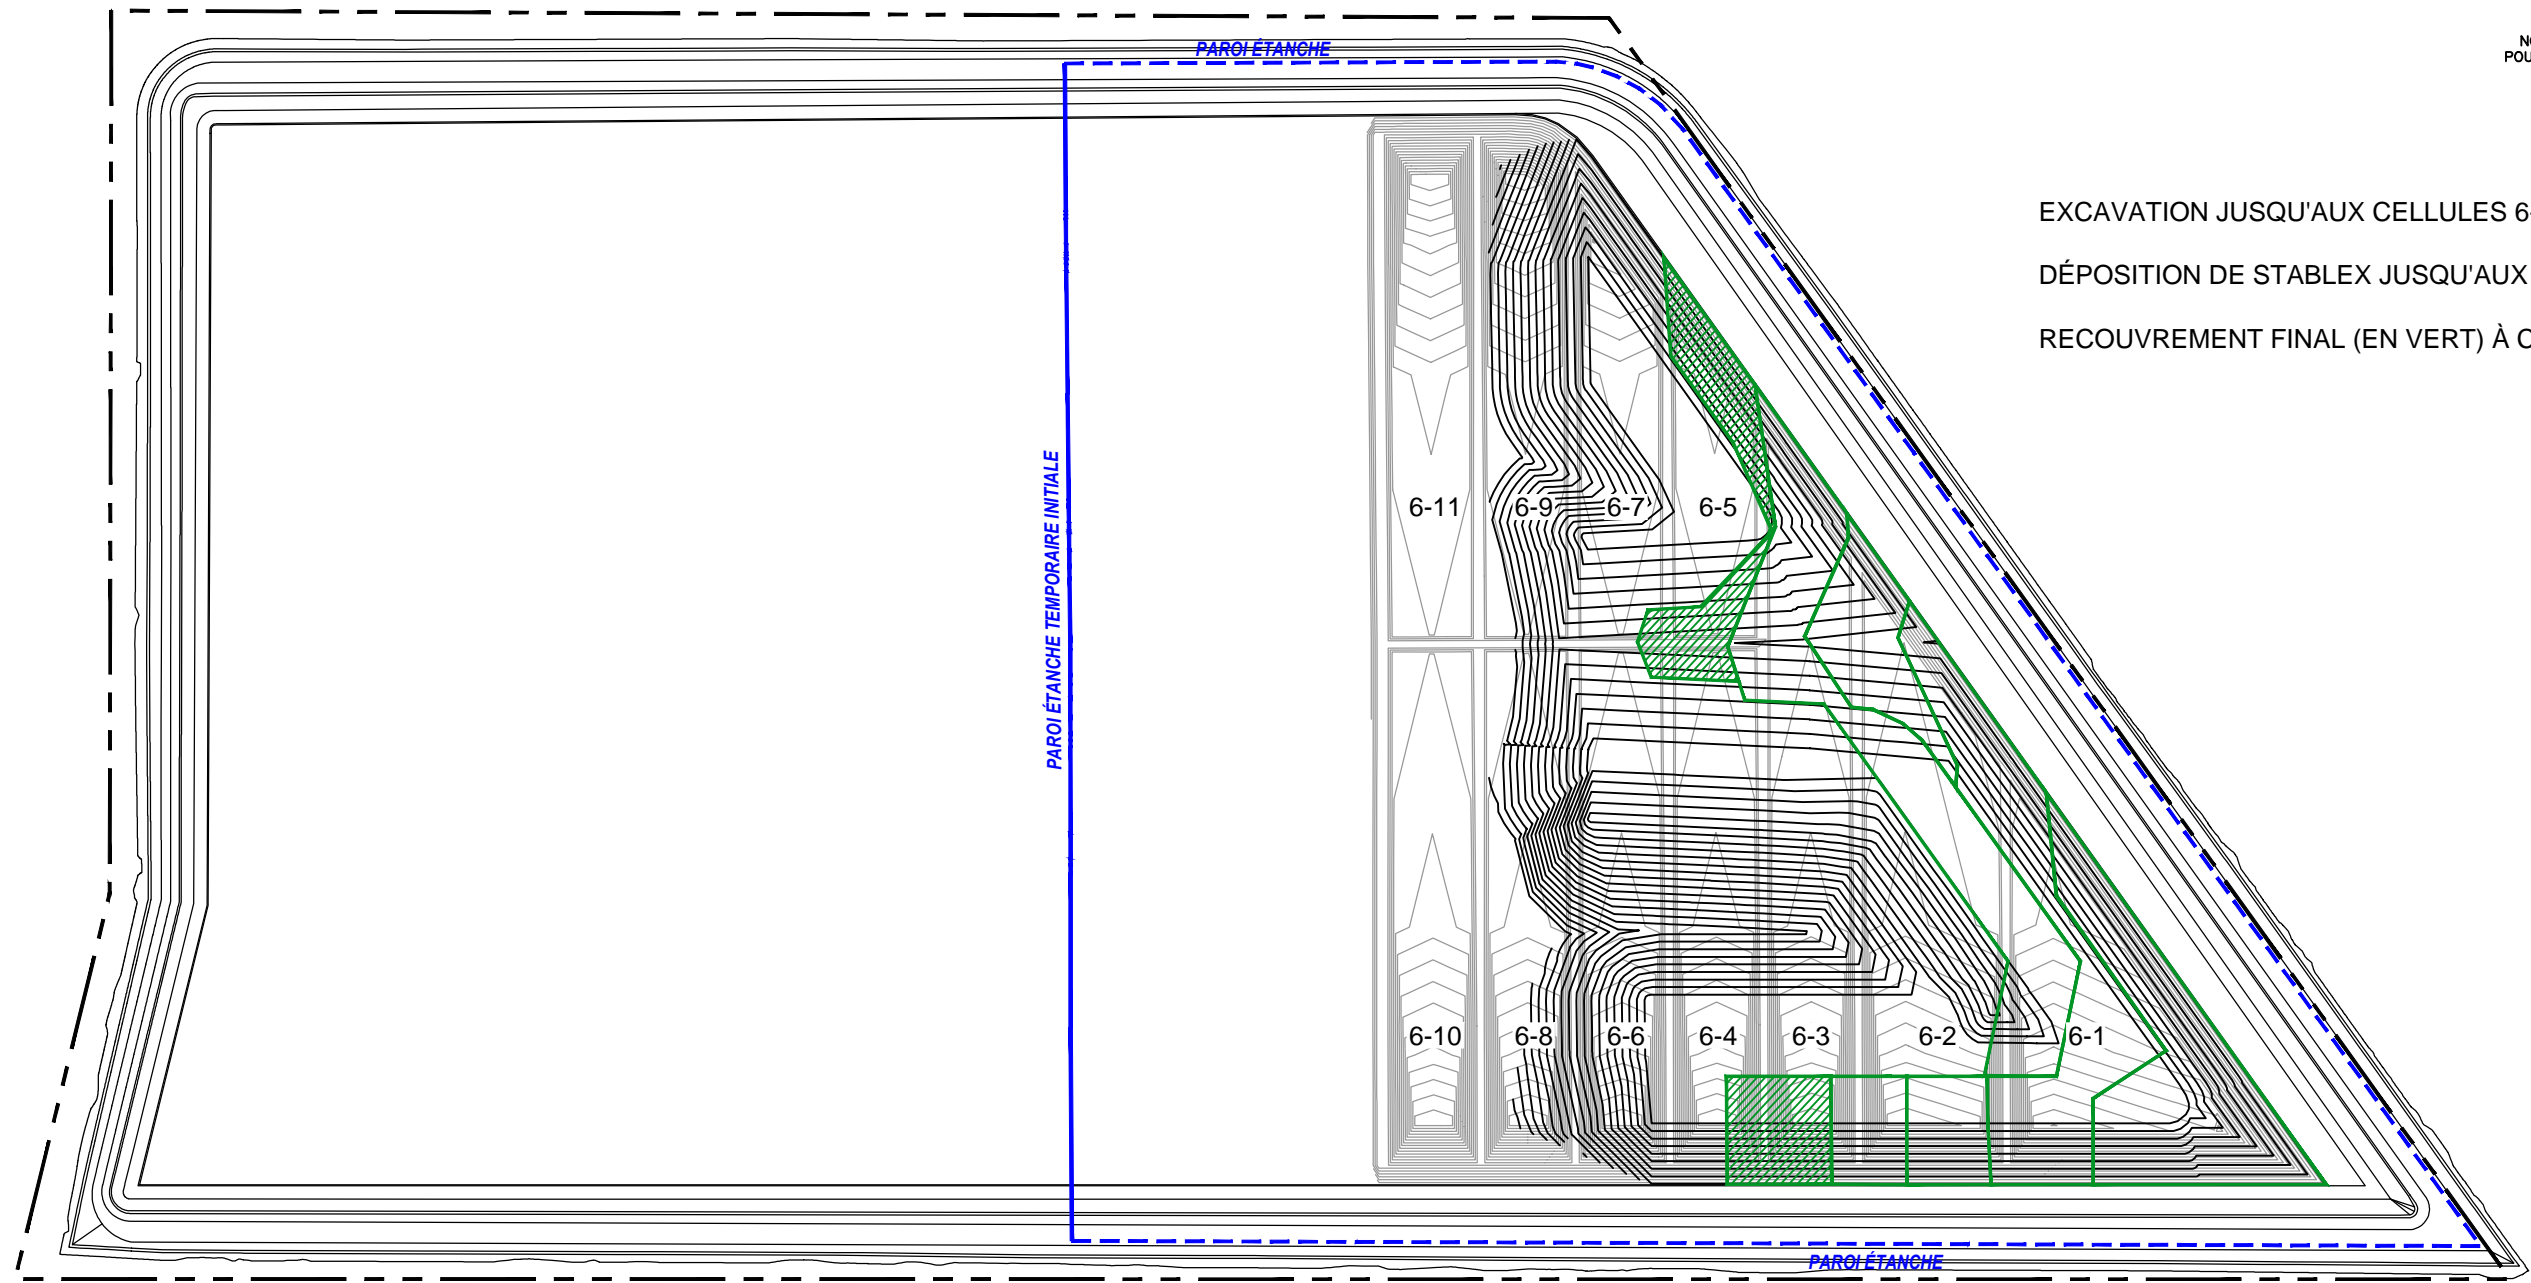 PAROI ÉTANCHE
EXCAVATION JUSQU'AUX CELLULES
DÉPOSITION DE STABLEX JUSQU'AUX
RECOUVREMENT FINAL (EN VERT) À
PAROI ÉTANCHE TEMPORAIRE INITIALE
6-11
6-9
6-7
6-5
6-10
6-8
6-6
6-4
6-3
6-2
6-1
PAROI ÉTANCHE